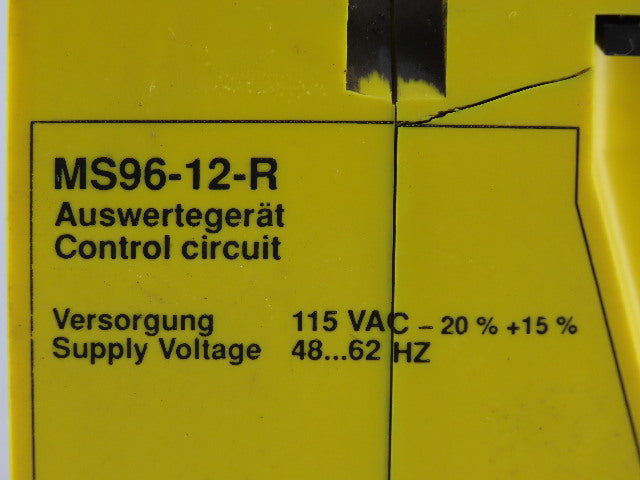 MS96-12-R
Auswertegerät
Control circuit
Versorgung 115 VAC – 20 % +15 %
Supply Voltage 48...62 HZ